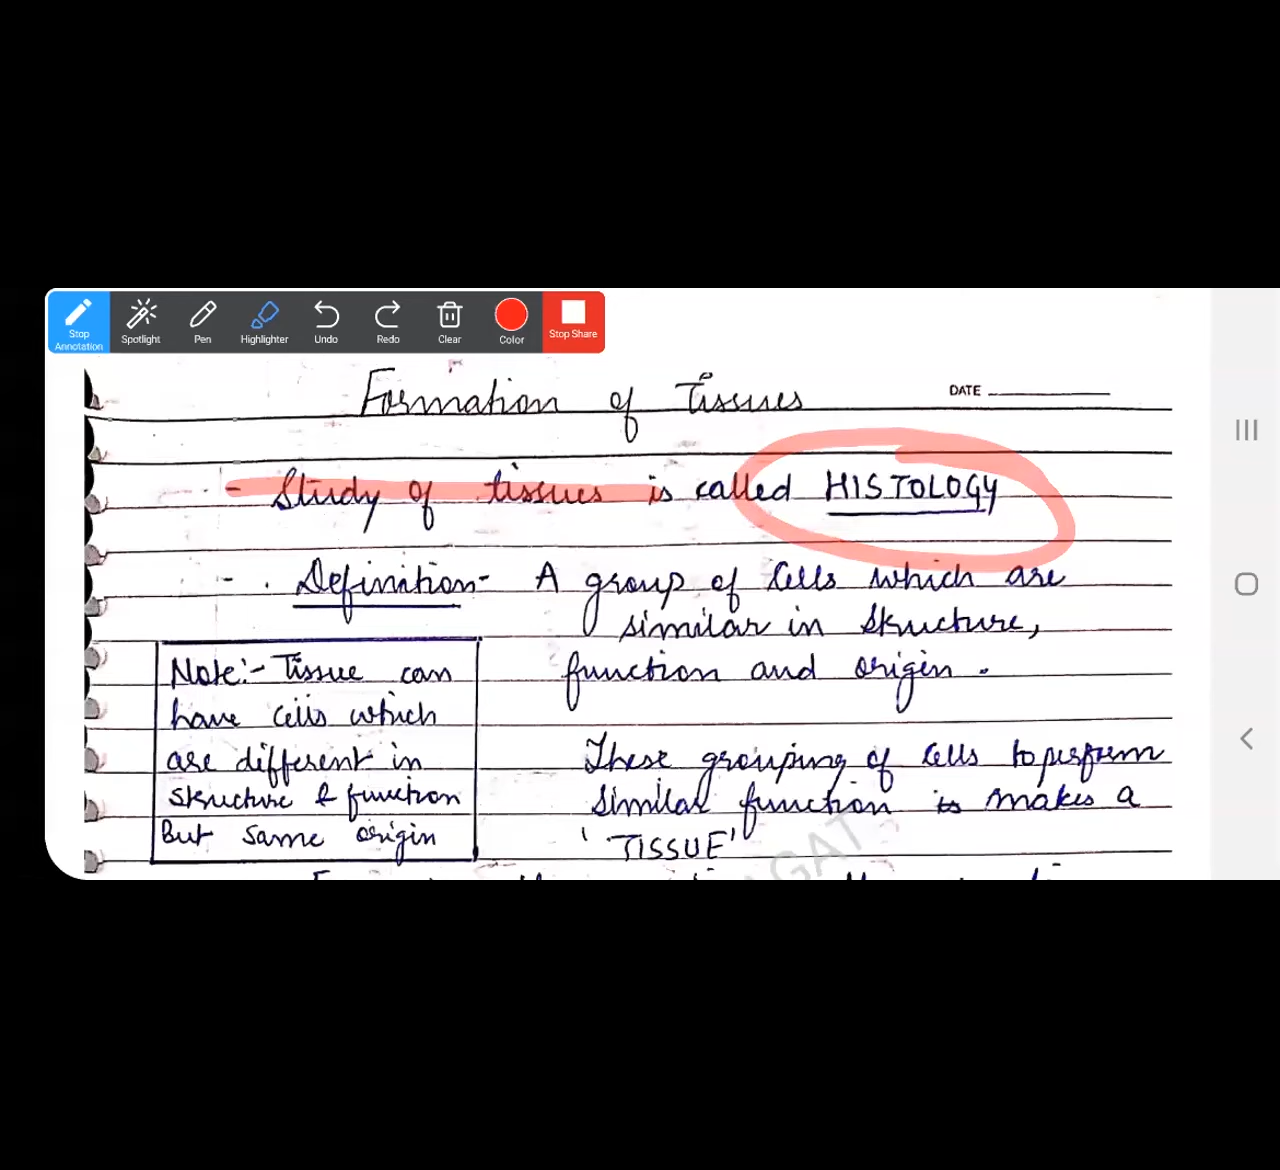 Stop Annotation
Spotlight
Pen
Highlighter
Undo
Redo
Clear
Color
Stop Share
Formation of Tissues
DATE
- Study of tissues is called HISTOLOGY
- . Definition - A group of Cells which are
similar in structure,
function and origin .
Note:- Tissue can
have cells which
are different in
structure & function
But same origin
These grouping of Cells to perform
similar function is makes a
'TISSUE'
GAT